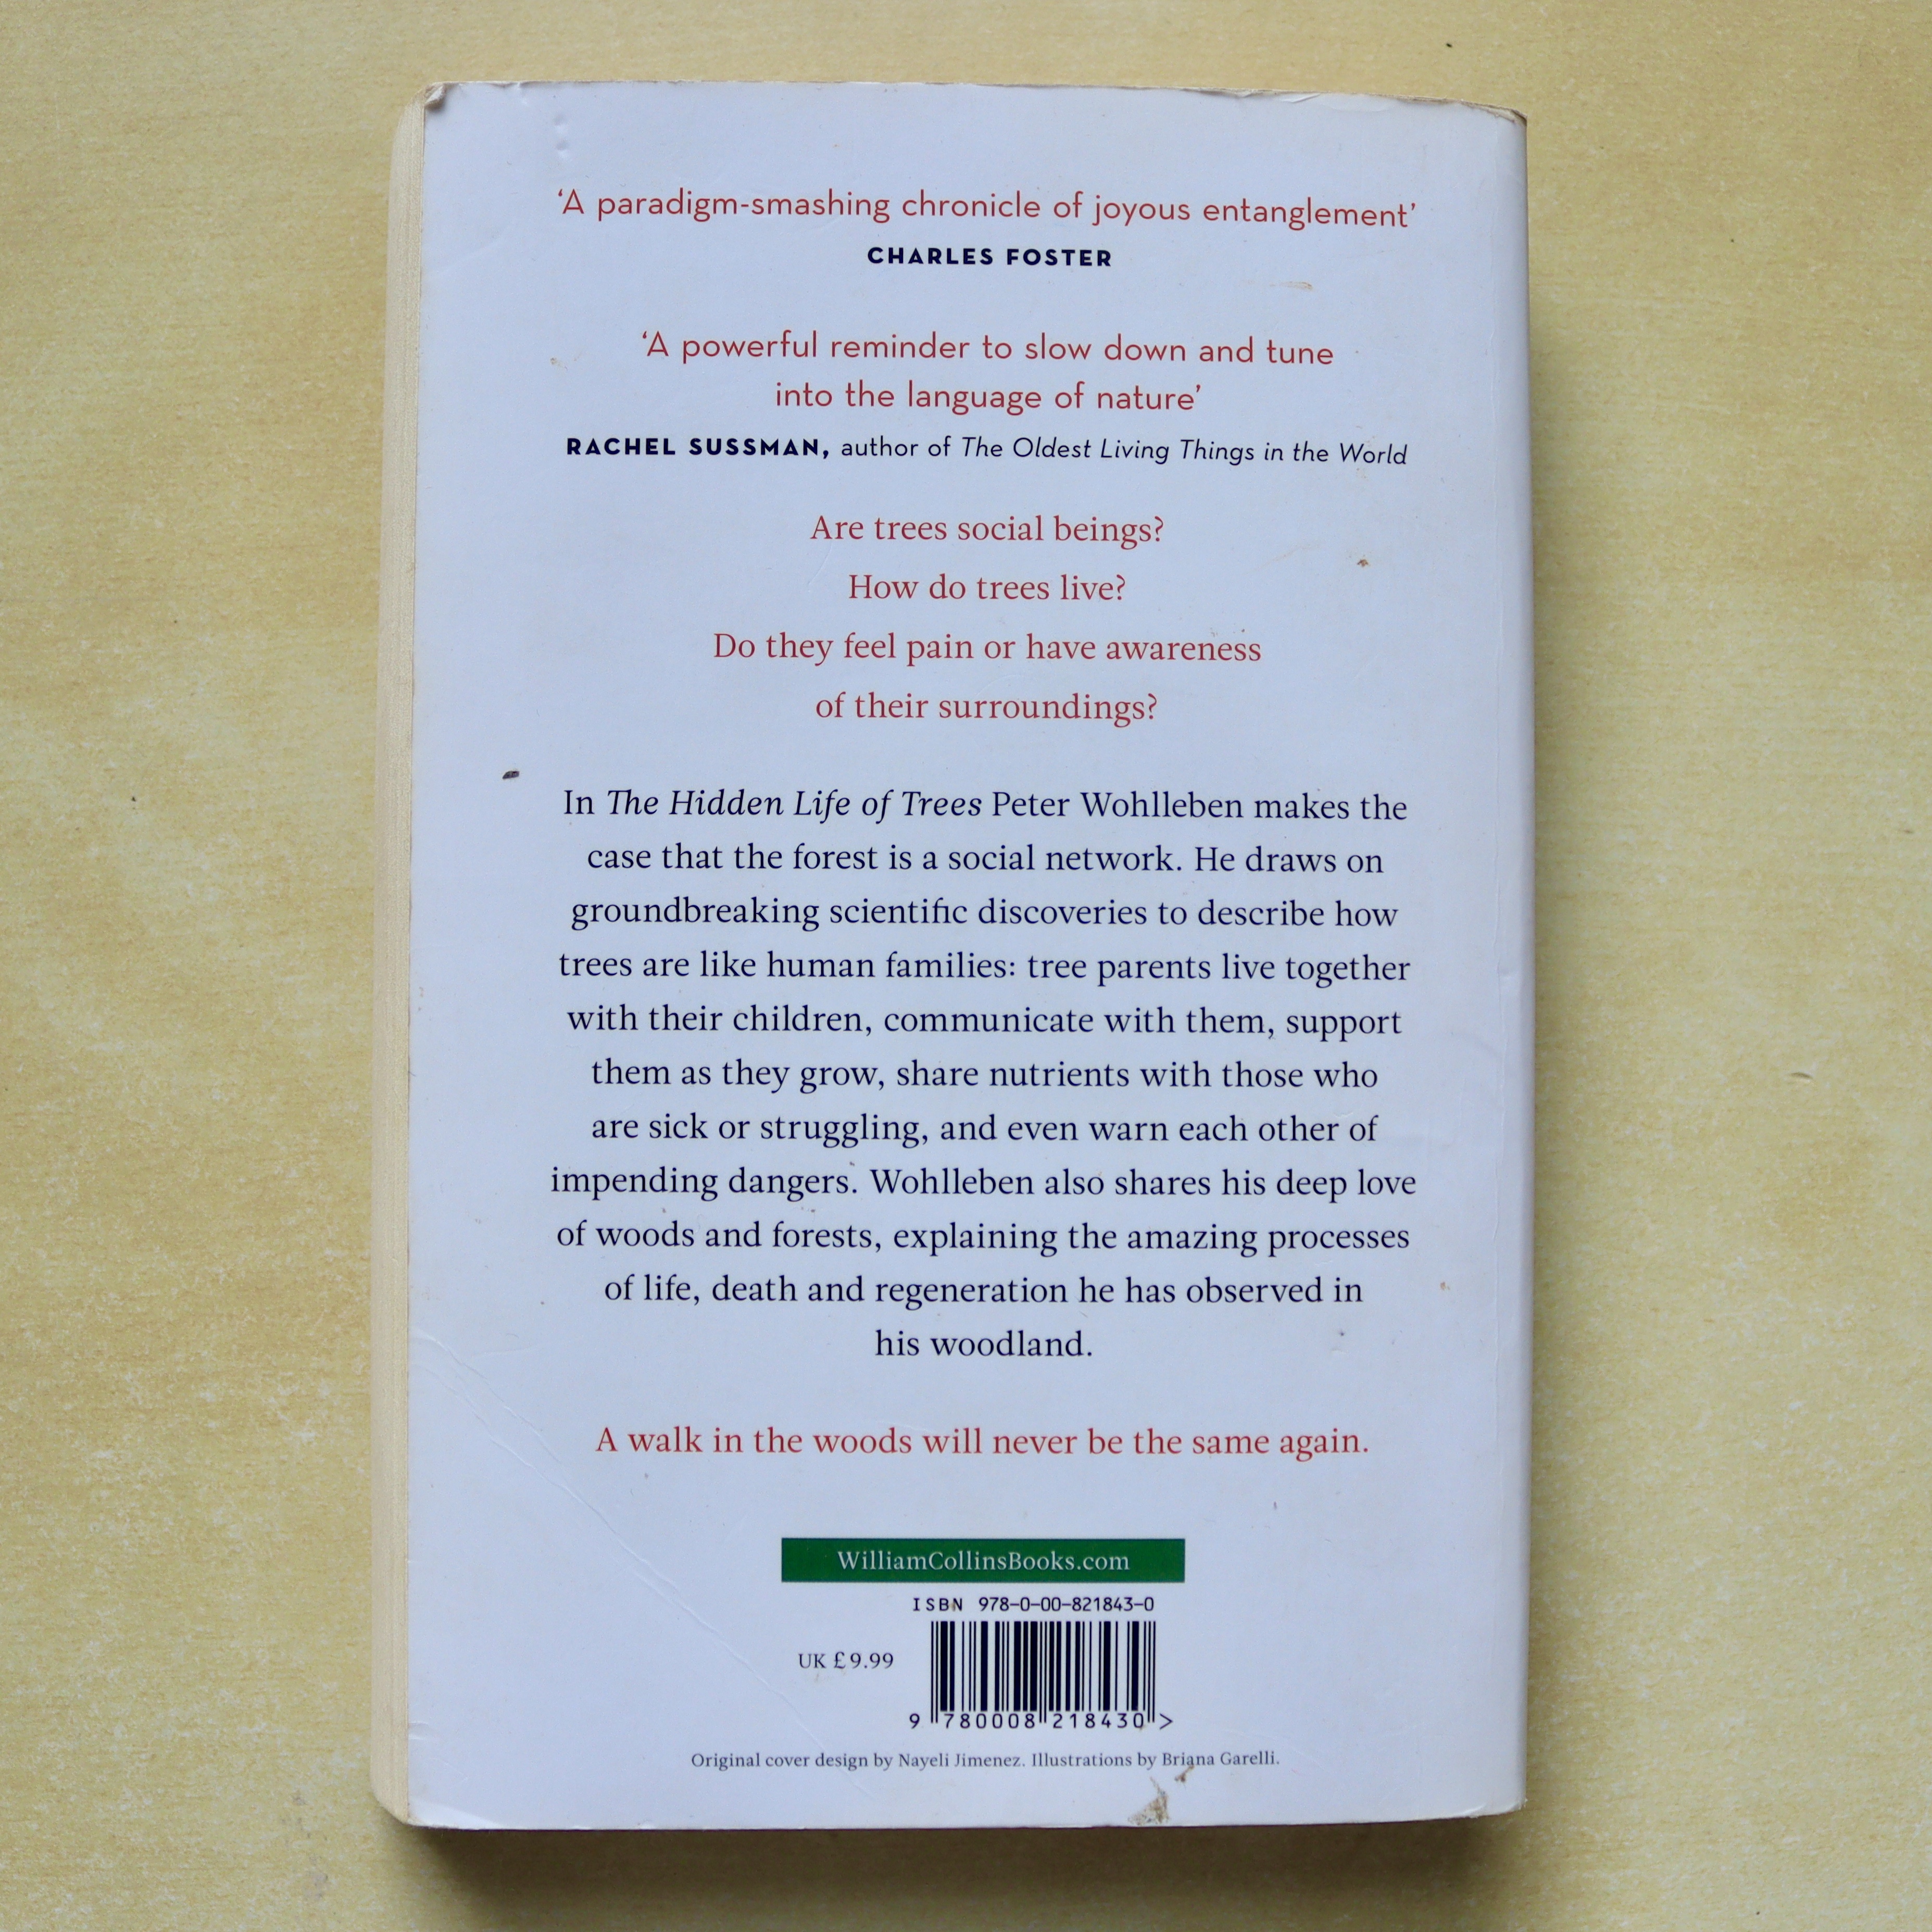 ‘A paradigm-smashing chronicle of joyous entanglement’
CHARLES FOSTER
‘A powerful reminder to slow down and tune
into the language of nature’
RACHEL SUSSMAN, author of The Oldest Living Things in the World
Are trees social beings?
How do trees live?
Do they feel pain or have awareness
of their surroundings?
In The Hidden Life of Trees Peter Wohlleben makes the
case that the forest is a social network. He draws on
groundbreaking scientific discoveries to describe how
trees are like human families: tree parents live together
with their children, communicate with them, support
them as they grow, share nutrients with those who
are sick or struggling, and even warn each other of
impending dangers. Wohlleben also shares his deep love
of woods and forests, explaining the amazing processes
of life, death and regeneration he has observed in
his woodland.
A walk in the woods will never be the same again.
WilliamCollinsBooks.com
ISBN 978-0-00-821843-0
UK £9.99
9 780008 218430 >
Original cover design by Nayeli Jimenez. Illustrations by Briana Garelli.